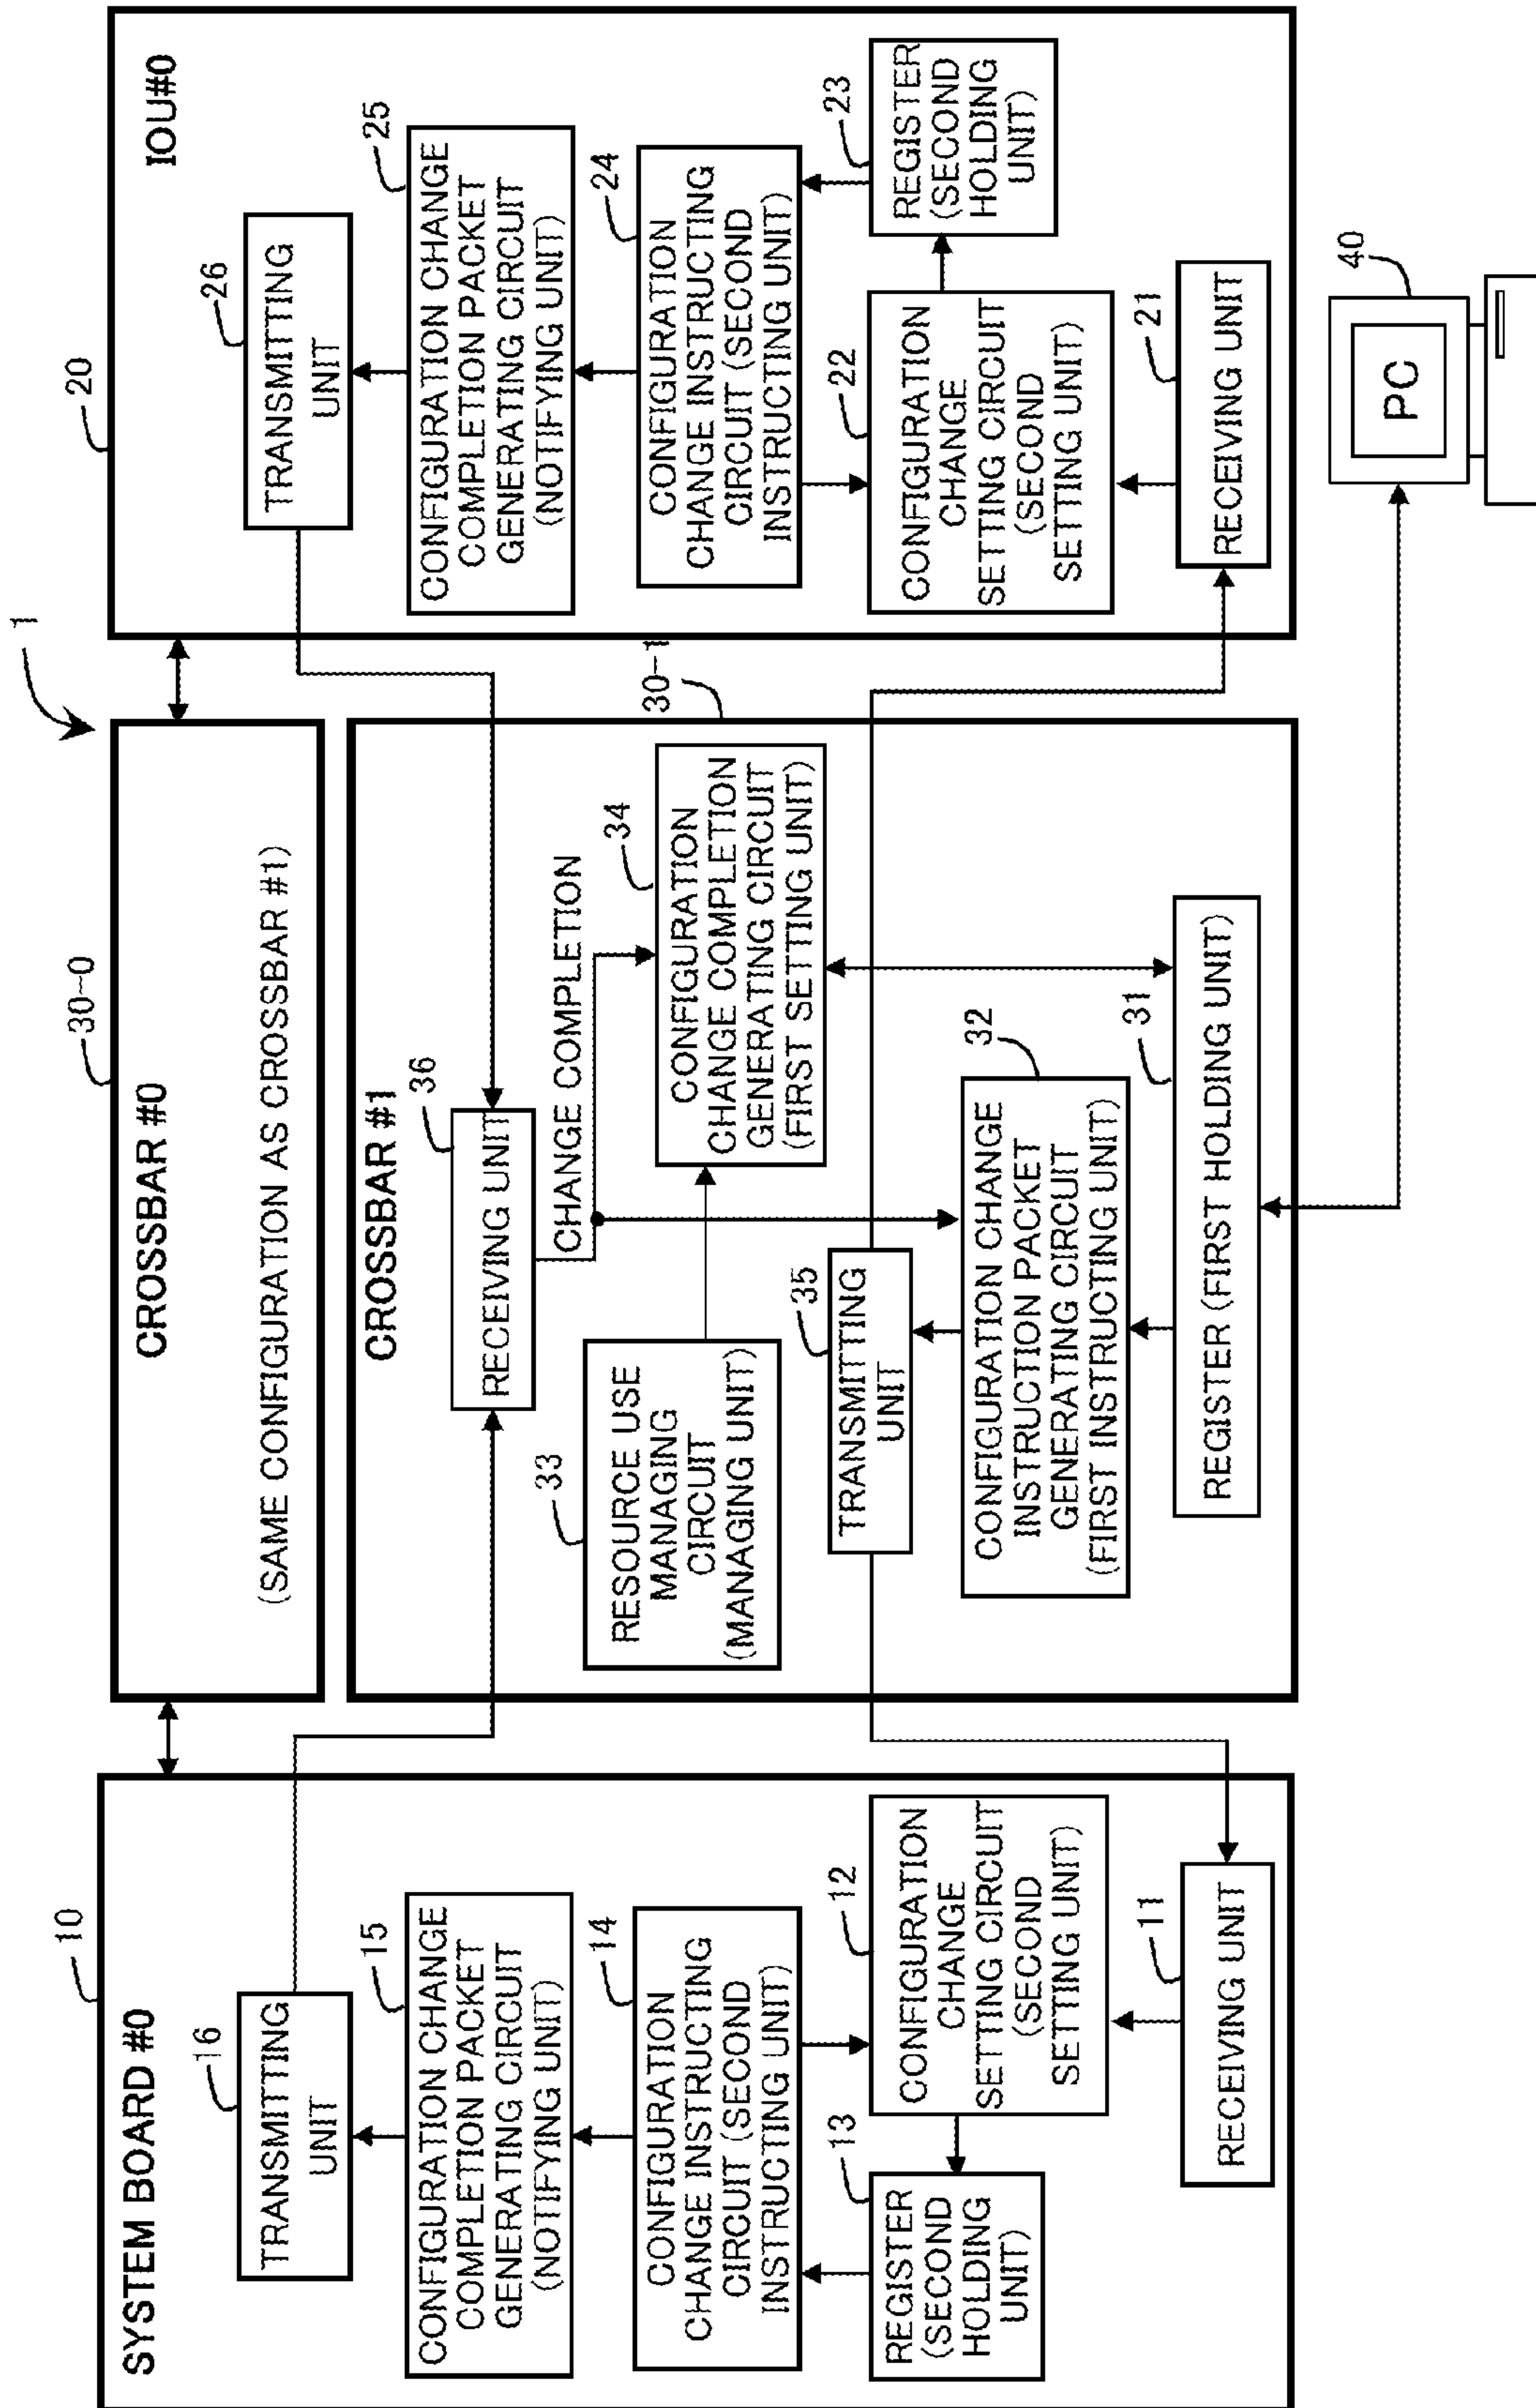 1
10
SYSTEM BOARD #0
16
TRANSMITTING
UNIT
15
CONFIGURATION CHANGE
COMPLETION PACKET
GENERATING CIRCUIT
(NOTIFYING UNIT)
14
CONFIGURATION
CHANGE INSTRUCTING
CIRCUIT (SECOND
INSTRUCTING UNIT)
13
REGISTER
(SECOND
HOLDING
UNIT)
12
CONFIGURATION
CHANGE
SETTING CIRCUIT
(SECOND
SETTING UNIT)
11
RECEIVING UNIT
30-0
CROSSBAR #0
(SAME CONFIGURATION AS CROSSBAR #1)
30-1
CROSSBAR #1
36
RECEIVING UNIT
CHANGE COMPLETION
33
RESOURCE USE
MANAGING
CIRCUIT
(MANAGING UNIT)
34
CONFIGURATION
CHANGE COMPLETION
GENERATING CIRCUIT
(FIRST SETTING UNIT)
35
TRANSMITTING
UNIT
32
CONFIGURATION CHANGE
INSTRUCTION PACKET
GENERATING CIRCUIT
(FIRST INSTRUCTING UNIT)
31
REGISTER (FIRST HOLDING UNIT)
20
IOU#0
26
TRANSMITTING
UNIT
25
CONFIGURATION CHANGE
COMPLETION PACKET
GENERATING CIRCUIT
(NOTIFYING UNIT)
24
CONFIGURATION
CHANGE INSTRUCTING
CIRCUIT (SECOND
INSTRUCTING UNIT)
22
CONFIGURATION
CHANGE
SETTING CIRCUIT
(SECOND
SETTING UNIT)
23
REGISTER
(SECOND
HOLDING
UNIT)
21
RECEIVING UNIT
40
PC